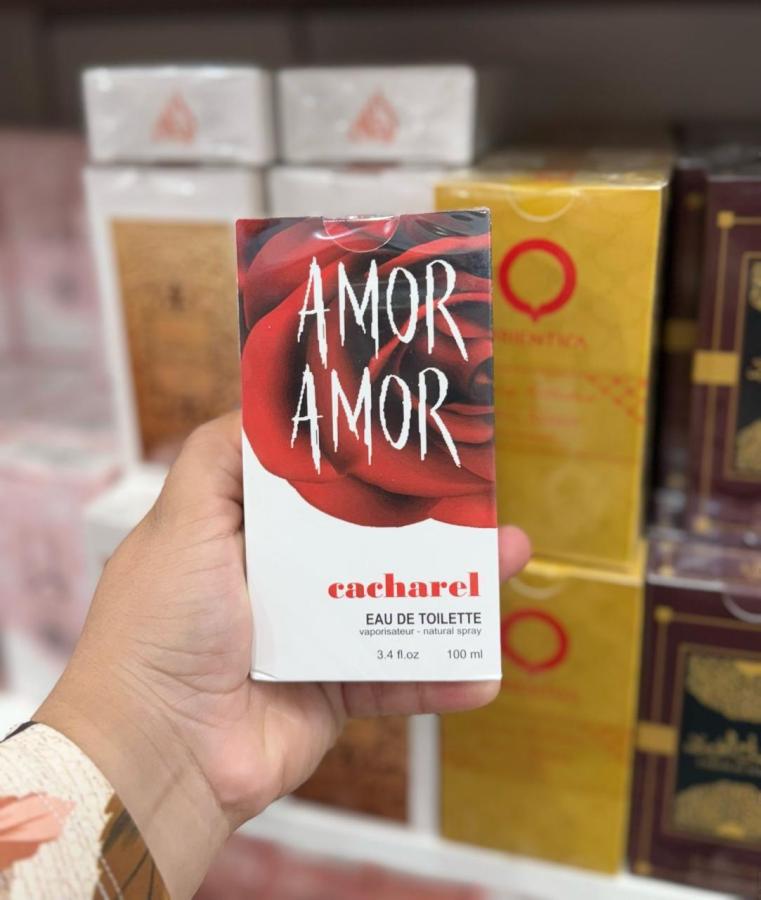 AMOR
AMOR
cacharel
EAU DE TOILETTE
vaporisateur - natural spray
3.4 fl.oz 100 ml